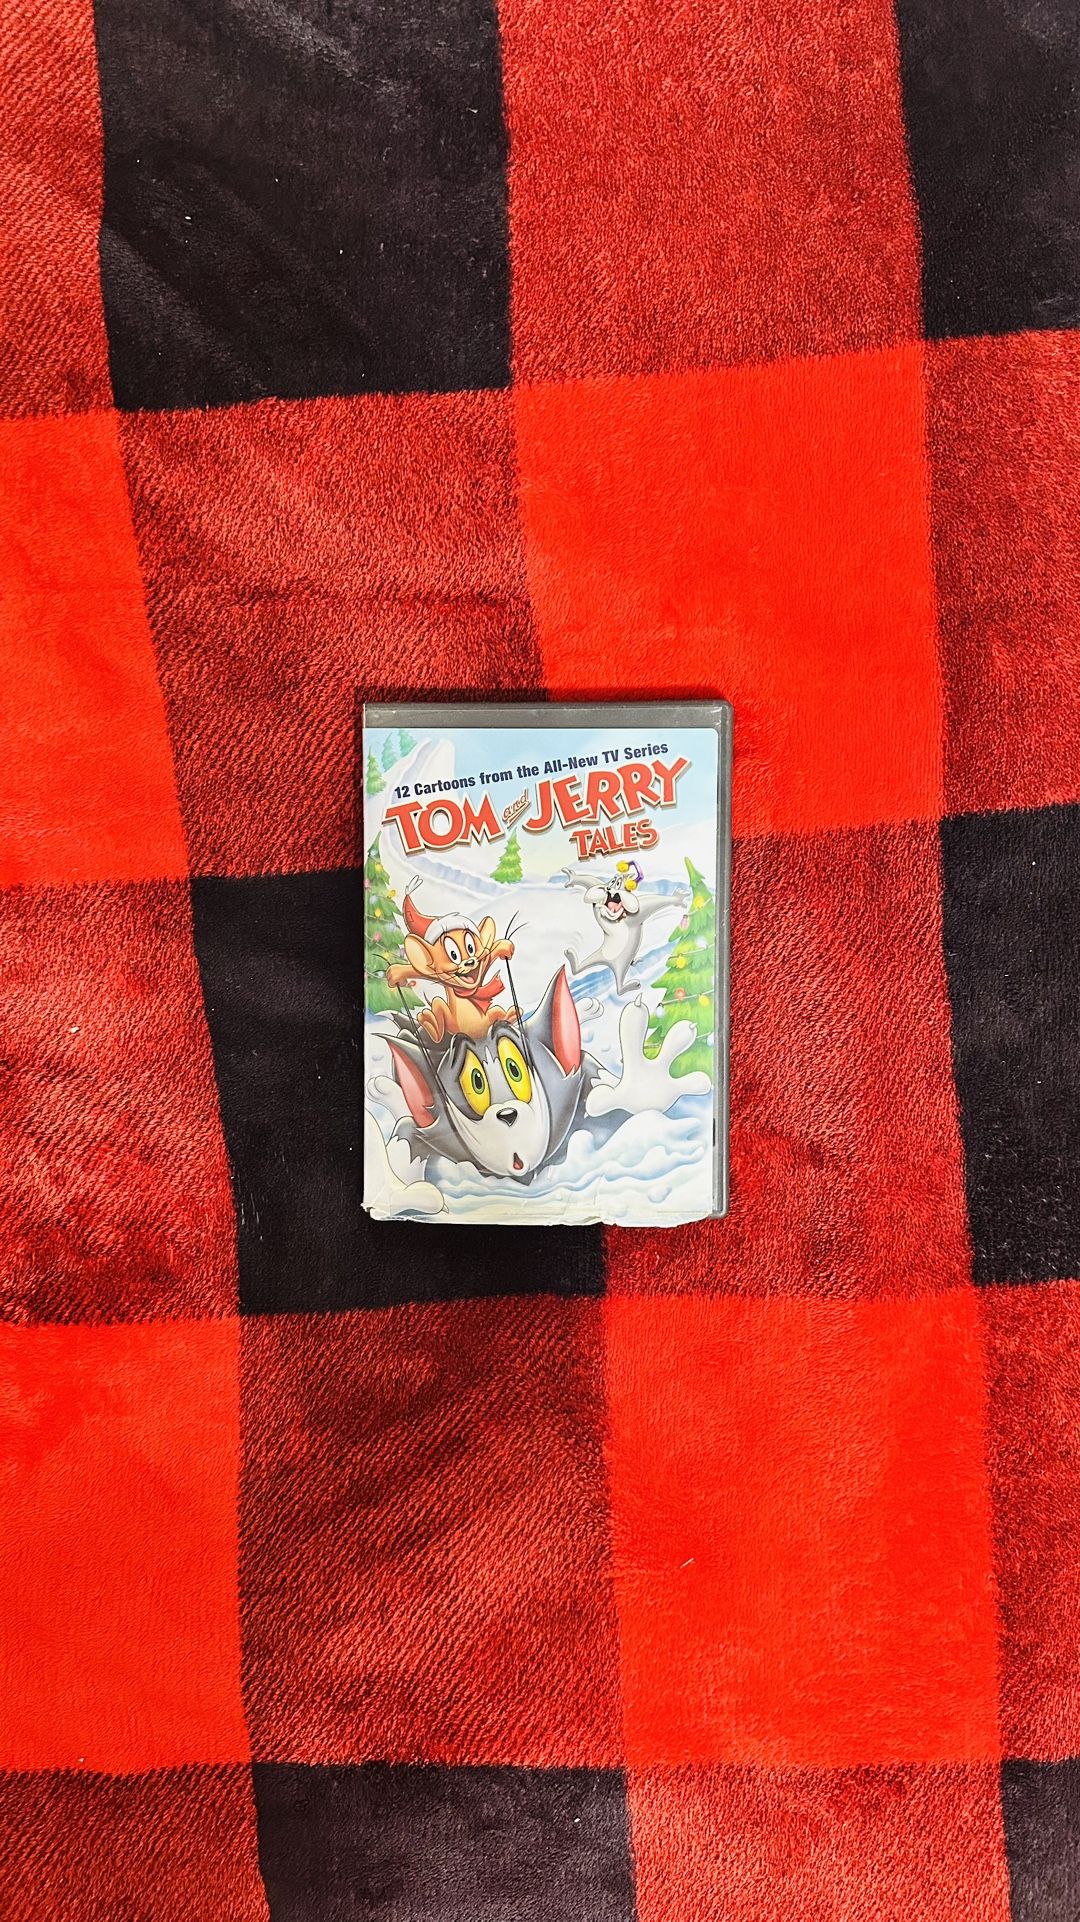 12 Cartoons from the All-New TV Series
TOM and JERRY
TALES